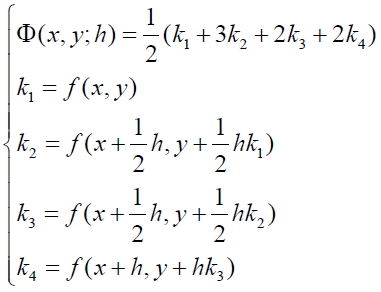 Φ(x, y; h) = 1/2 (k₁ + 3k₂ + 2k₃ + 2k₄)
k₁ = f(x, y)
k₂ = f(x + 1/2 h, y + 1/2 hk₁)
k₃ = f(x + 1/2 h, y + 1/2 hk₂)
k₄ = f(x + h, y + hk₃)